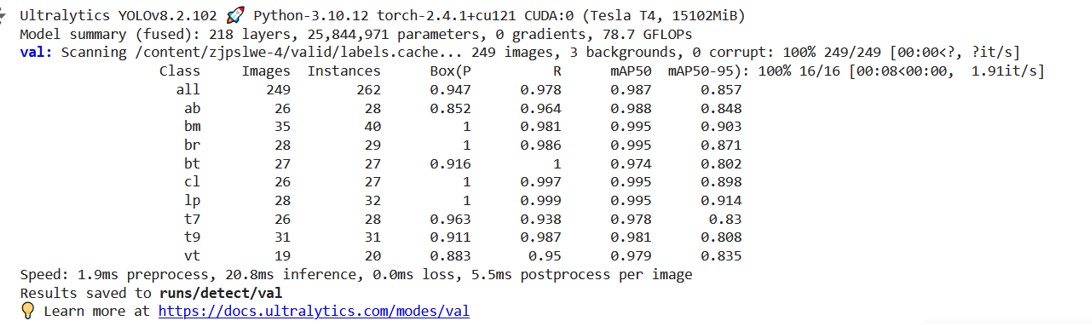 Ultralytics YOLOv8.2.102 🚀 Python-3.10.12 torch-2.4.1+cu121 CUDA:0 (Tesla T4, 15102MiB)
Model summary (fused): 218 layers, 25,844,971 parameters, 0 gradients, 78.7 GFLOPs
val: Scanning /content/zjpslwe-4/valid/labels.cache... 249 images, 3 backgrounds, 0 corrupt: 100% 249/249 [00:00<?, ?it/s]
Class Images Instances Box(P R mAP50 mAP50-95): 100% 16/16 [00:08<00:00, 1.91it/s]
all 249 262 0.947 0.978 0.987 0.857
ab 26 28 0.852 0.964 0.988 0.848
bm 35 40 1 0.981 0.995 0.903
br 28 29 1 0.986 0.995 0.871
bt 27 27 0.916 1 0.974 0.802
cl 26 27 1 0.997 0.995 0.898
lp 28 32 1 0.999 0.995 0.914
t7 26 28 0.963 0.938 0.978 0.83
t9 31 31 0.911 0.987 0.981 0.808
vt 19 20 0.883 0.95 0.979 0.835
Speed: 1.9ms preprocess, 20.8ms inference, 0.0ms loss, 5.5ms postprocess per image
Results saved to runs/detect/val
💡 Learn more at https://docs.ultralytics.com/modes/val